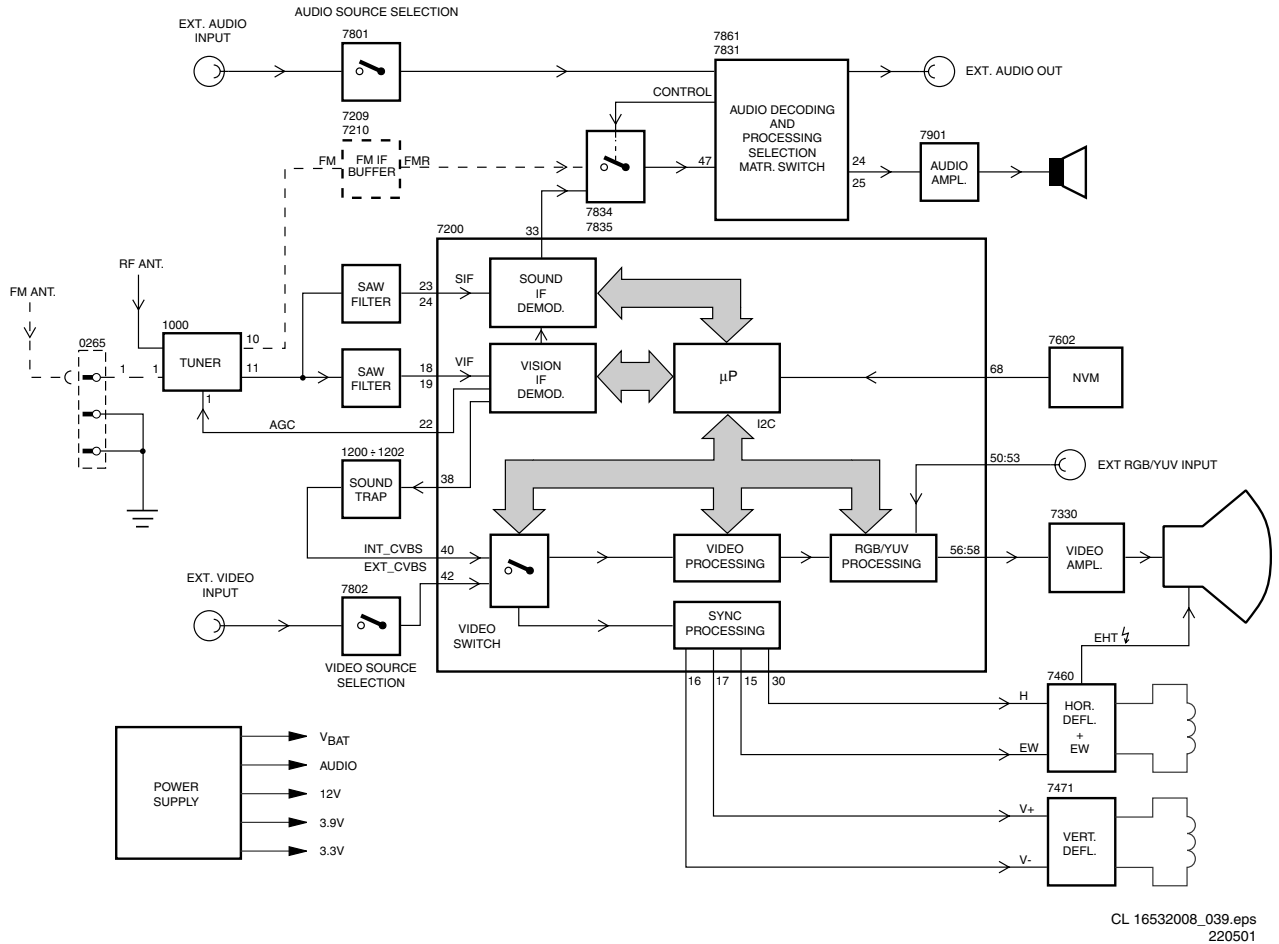 AUDIO SOURCE SELECTION
EXT. AUDIO
INPUT
7801
7861
7831
EXT. AUDIO OUT
CONTROL
AUDIO DECODING
AND
PROCESSING
SELECTION
MATR. SWITCH
7209
7210
FM
FM IF
BUFFER
FMR
47
24
25
7901
AUDIO
AMPL.
7834
7835
7200
33
RF ANT.
FM ANT.
SAW
FILTER
23
24
SIF
SOUND
IF
DEMOD.
0265
1000
TUNER
10
11
1
1
1
SAW
FILTER
18
19
VIF
VISION
IF
DEMOD.
µP
I2C
68
7602
NVM
AGC
22
1200 ÷ 1202
SOUND
TRAP
38
50:53
EXT RGB/YUV INPUT
INT_CVBS
40
EXT_CVBS
42
VIDEO
PROCESSING
RGB/YUV
PROCESSING
56:58
7330
VIDEO
AMPL.
EXT. VIDEO
INPUT
7802
VIDEO SOURCE
SELECTION
VIDEO
SWITCH
SYNC
PROCESSING
EHT
16
17
15
30
H
EW
7460
HOR.
DEFL.
+
EW
V+
V-
7471
VERT.
DEFL.
POWER
SUPPLY
VBAT
AUDIO
12V
3.9V
3.3V
CL 16532008_039.eps
220501